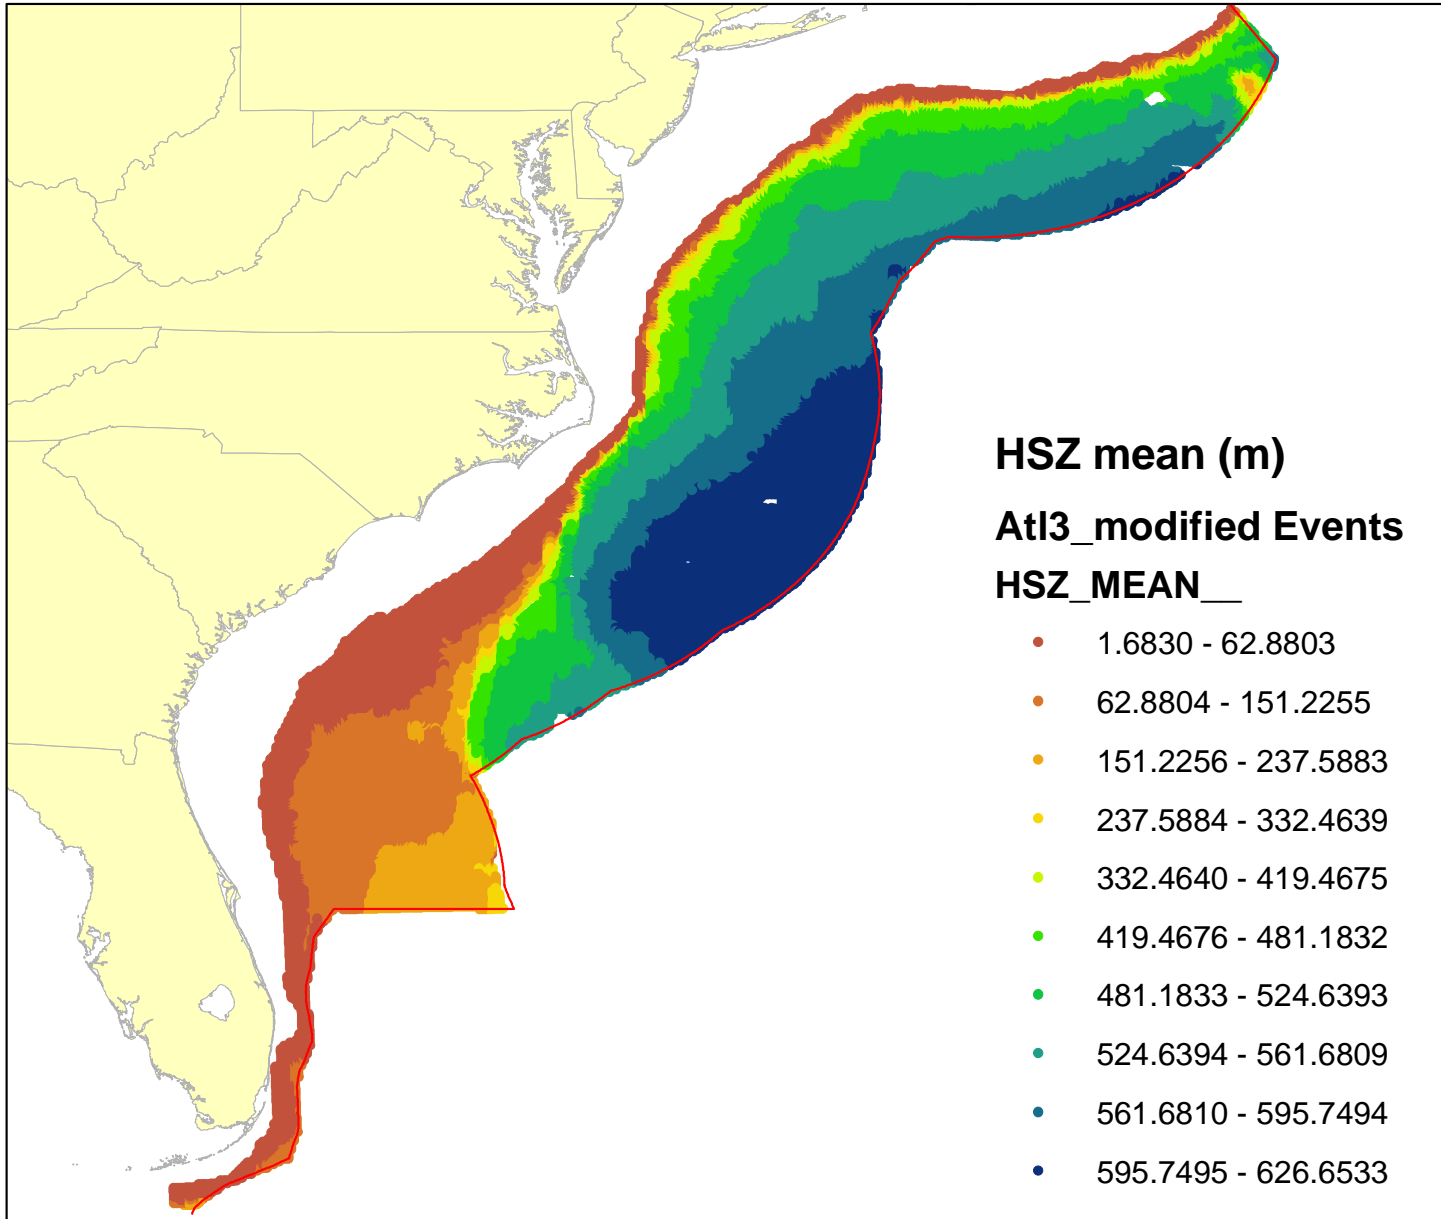 HSZ mean (m)
Atl3_modified Events
HSZ_MEAN__
1.6830 - 62.8803
62.8804 - 151.2255
151.2256 - 237.5883
237.5884 - 332.4639
332.4640 - 419.4675
419.4676 - 481.1832
481.1833 - 524.6393
524.6394 - 561.6809
561.6810 - 595.7494
595.7495 - 626.6533